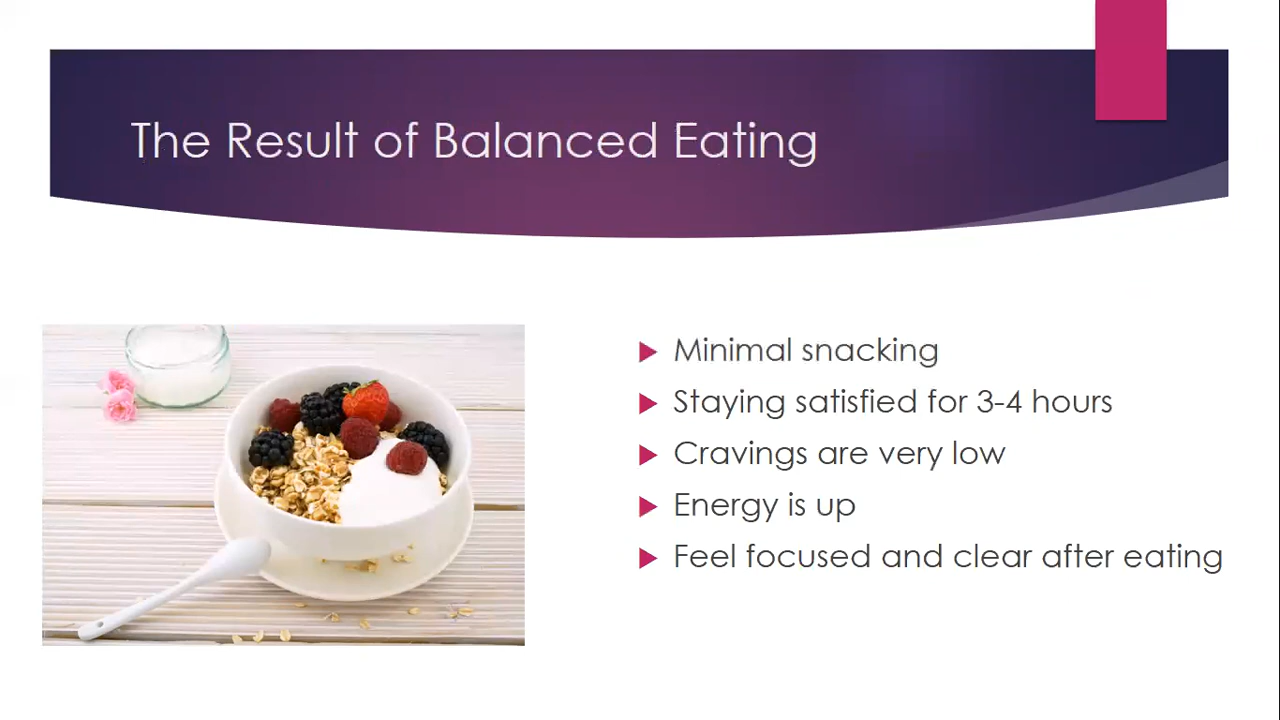 The Result of Balanced Eating
Minimal snacking
Staying satisfied for 3-4 hours
Cravings are very low
Energy is up
Feel focused and clear after eating